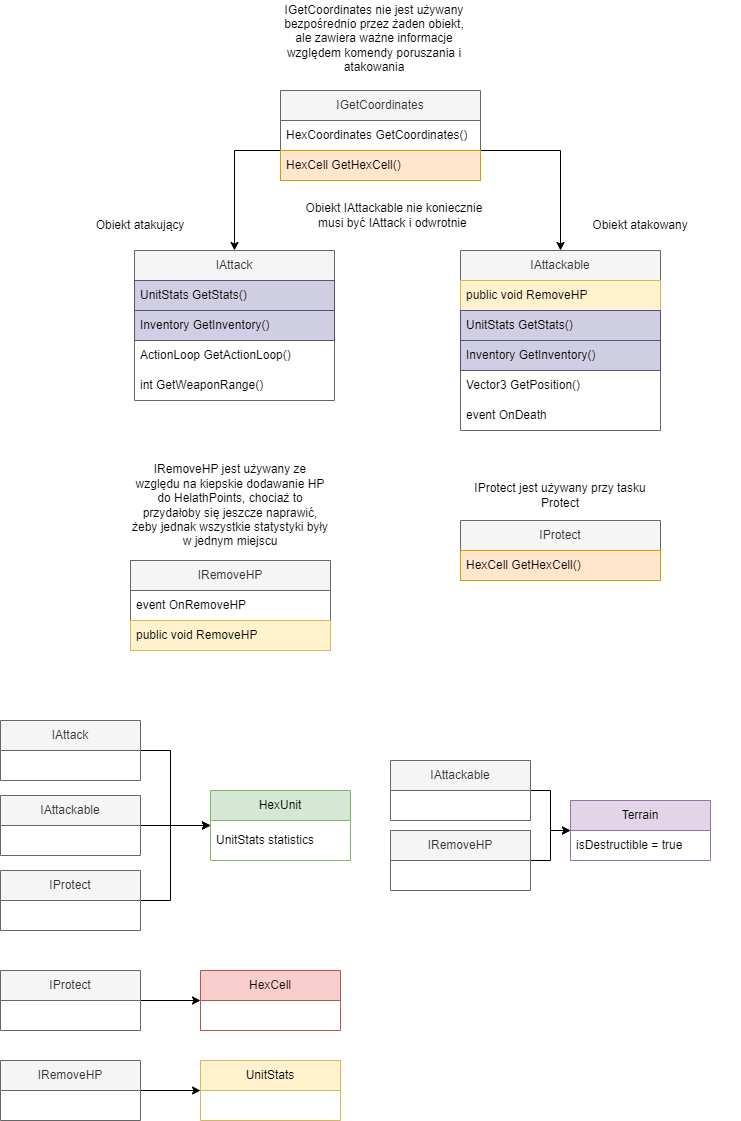 IGetCoordinates nie jest używany
bezpośrednio przez żaden obiekt,
ale zawiera ważne informacje
względem komendy poruszania i
atakowania
IGetCoordinates
HexCoordinates GetCoordinates()
HexCell GetHexCell()
Obiekt IAttackable nie koniecznie
musi być IAttack i odwrotnie
Obiekt atakujący
Obiekt atakowany
IAttack
UnitStats GetStats()
Inventory GetInventory()
ActionLoop GetActionLoop()
int GetWeaponRange()
IAttackable
public void RemoveHP
UnitStats GetStats()
Inventory GetInventory()
Vector3 GetPosition()
event OnDeath
IRemoveHP jest używany ze
względu na kiepskie dodawanie HP
do HelathPoints, chociaż to
przydałoby się jeszcze naprawić,
żeby jednak wszystkie statystyki były
w jednym miejscu
IRemoveHP
event OnRemoveHP
public void RemoveHP
IProtect jest używany przy tasku
Protect
IProtect
HexCell GetHexCell()
IAttack
IAttackable
IProtect
HexUnit
UnitStats statistics
IAttackable
IRemoveHP
Terrain
isDestructible = true
IProtect
HexCell
IRemoveHP
UnitStats